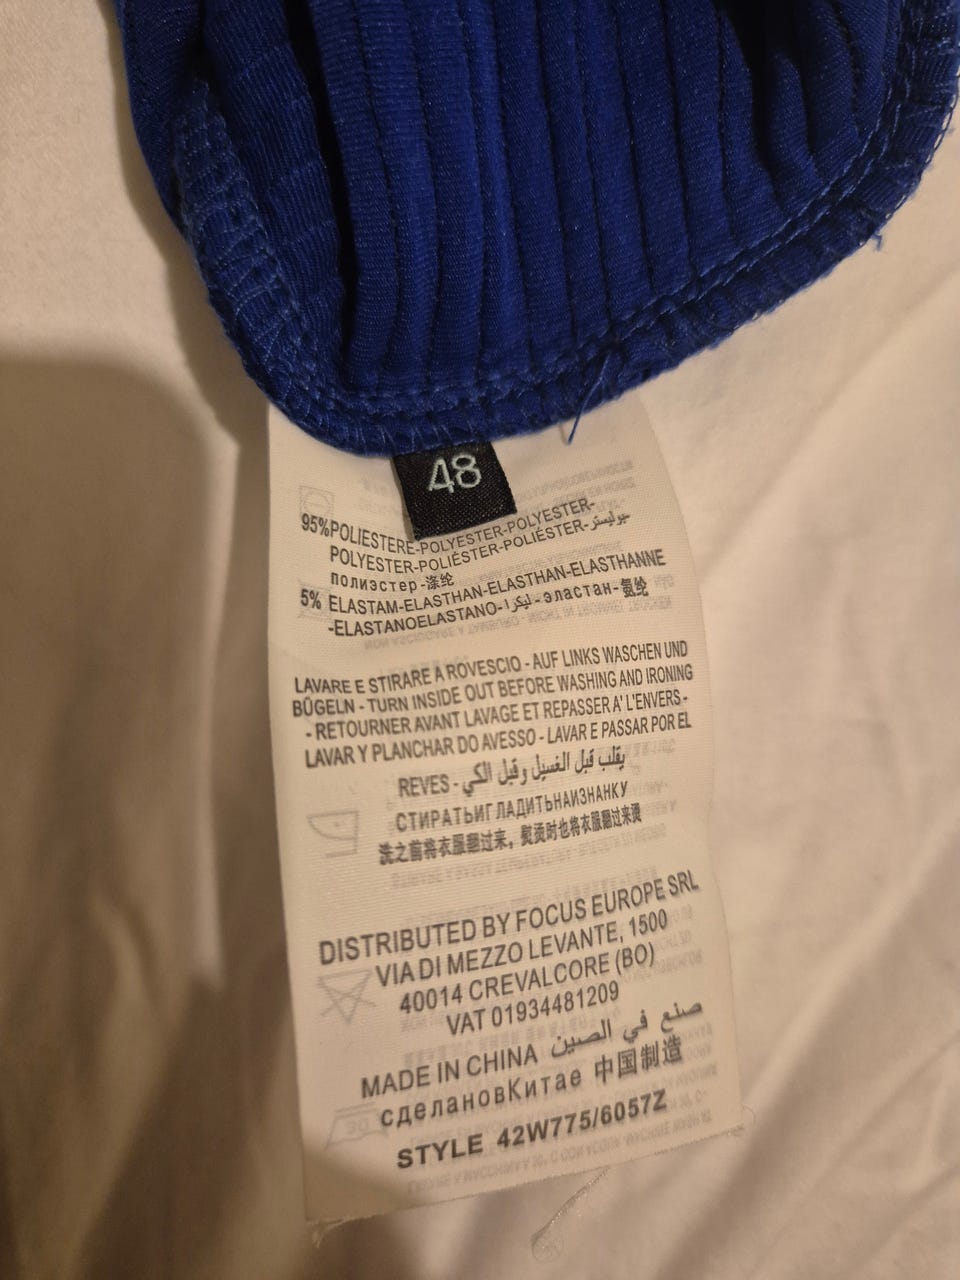 48
95%POLIESTERE-POLYESTER-POLYESTER-
POLYESTER-POLIÉSTER-POLIÉSTER-بوليستر
полиэстер-涤纶
5% ELASTAM-ELASTHAN-ELASTHAN-ELASTHANNE
-ELASTANOELASTANO-ليكرا-эластан-氨纶
LAVARE E STIRARE A ROVESCIO - AUF LINKS WASCHEN UND
BÜGELN - TURN INSIDE OUT BEFORE WASHING AND IRONING
- RETOURNER AVANT LAVAGE ET REPASSER A' L'ENVERS -
LAVAR Y PLANCHAR DO AVESSO - LAVAR E PASSAR POR EL
REVES - يقلب قبل الغسيل وقبل الكي
СТИРАТЬИГЛАДИТЬНАИЗНАНКУ
洗之前将衣服翻过来，熨烫时也将衣服翻过来烫
DISTRIBUTED BY FOCUS EUROPE SRL
VIA DI MEZZO LEVANTE, 1500
40014 CREVALCORE (BO)
VAT 01934481209
MADE IN CHINA صنع في الصين
сделановКитае 中国制造
STYLE 42W775/6057Z